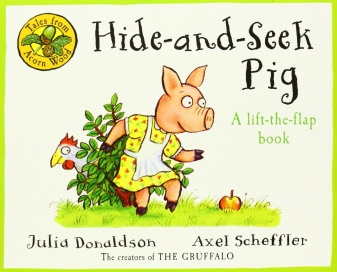 Tales from
Acorn Wood
Hide-and-Seek
Pig
A lift-the-flap
book
Julia Donaldson Axel Scheffler
The creators of THE GRUFFALO